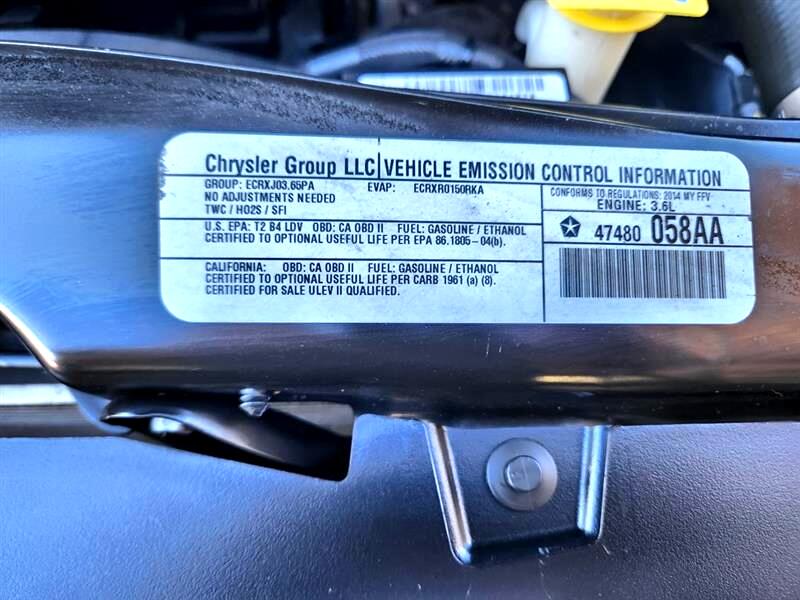 Chrysler Group LLC VEHICLE EMISSION CONTROL INFORMATION
GROUP: ECRXJ03.65PA EVAP: ECRXR0150RKA
NO ADJUSTMENTS NEEDED
TWC / HO2S / SFI
CONFORMS TO REGULATIONS: 2014 MY FFV
ENGINE: 3.6L
U.S. EPA: T2 B4 LDV OBD: CA OBD II FUEL: GASOLINE / ETHANOL
CERTIFIED TO OPTIONAL USEFUL LIFE PER EPA 86.1805-04(b).
47480 058AA
CALIFORNIA: OBD: CA OBD II FUEL: GASOLINE / ETHANOL
CERTIFIED TO OPTIONAL USEFUL LIFE PER CARB 1961 (a) (8).
CERTIFIED FOR SALE ULEV II QUALIFIED.